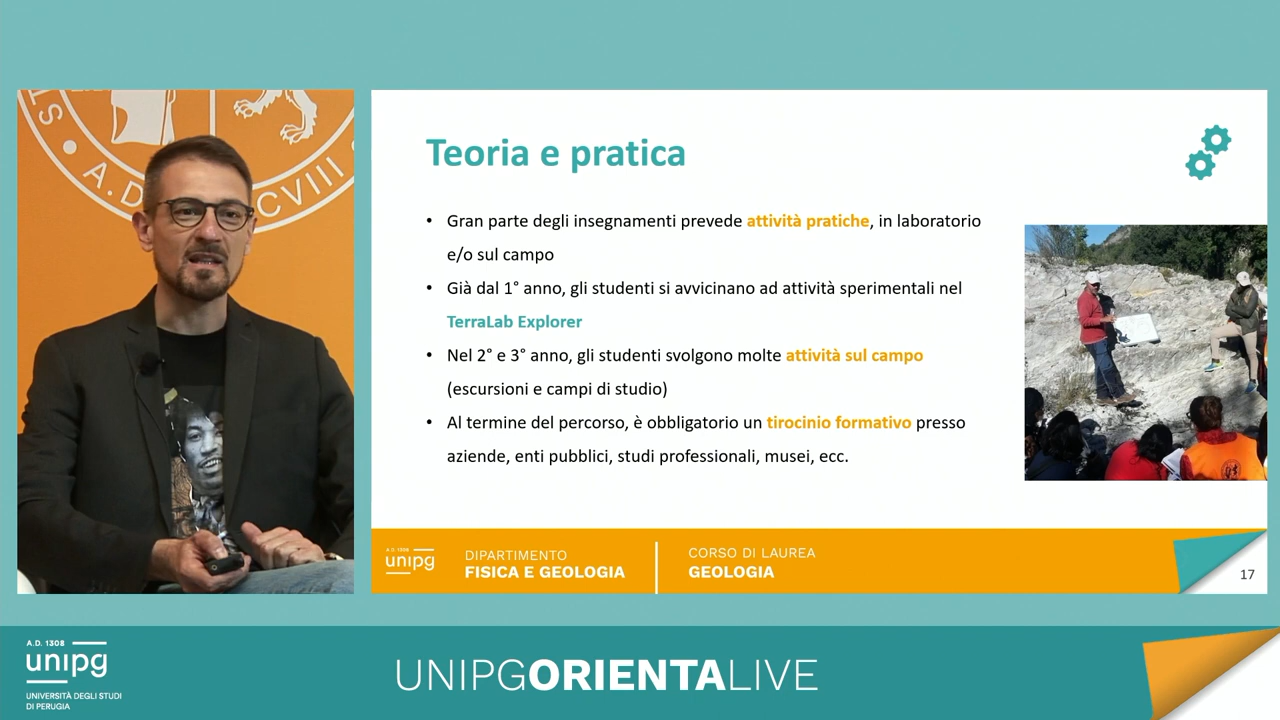 A.D.
CVIII
Teoria e pratica
• Gran parte degli insegnamenti prevede attività pratiche, in laboratorio
e/o sul campo
• Già dal 1° anno, gli studenti si avvicinano ad attività sperimentali nel
TerraLab Explorer
• Nel 2° e 3° anno, gli studenti svolgono molte attività sul campo
(escursioni e campi di studio)
• Al termine del percorso, è obbligatorio un tirocinio formativo presso
aziende, enti pubblici, studi professionali, musei, ecc.
A.D. 1308
unipg
DIPARTIMENTO
FISICA E GEOLOGIA
CORSO DI LAUREA
GEOLOGIA
17
A.D. 1308
unipg
UNIVERSITÀ DEGLI STUDI
DI PERUGIA
UNIPGORIENTALIVE